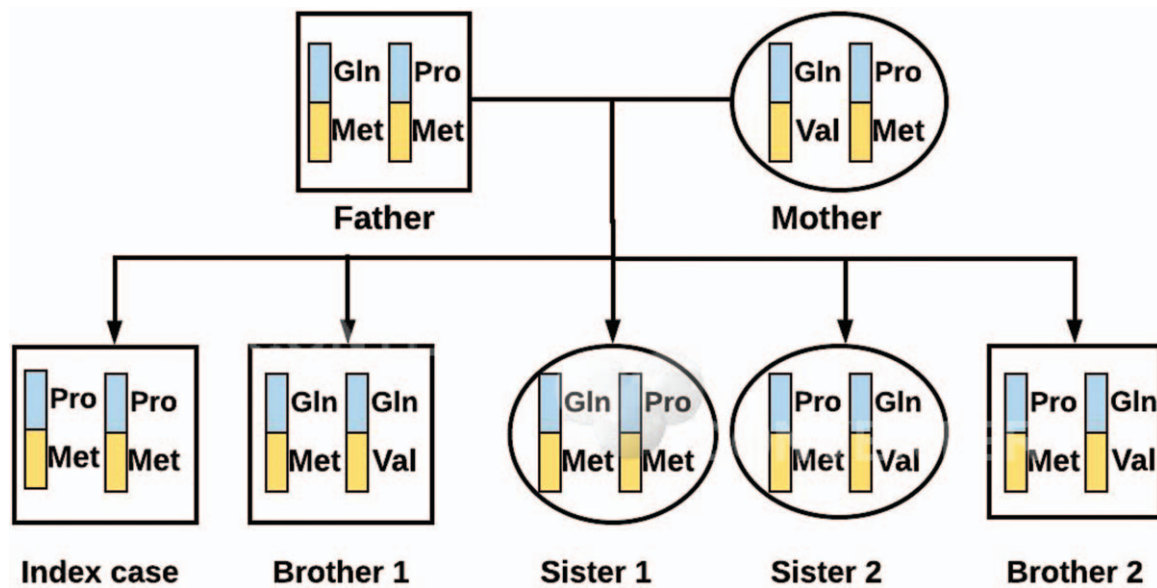 Gln Pro Gln Pro
Met Met Val Met
Father Mother
Pro Pro Gln Gln Gln Pro Pro Gln Pro Gln
Met Met Met Val Met Met Met Val Met Val
Index case Brother 1 Sister 1 Sister 2 Brother 2